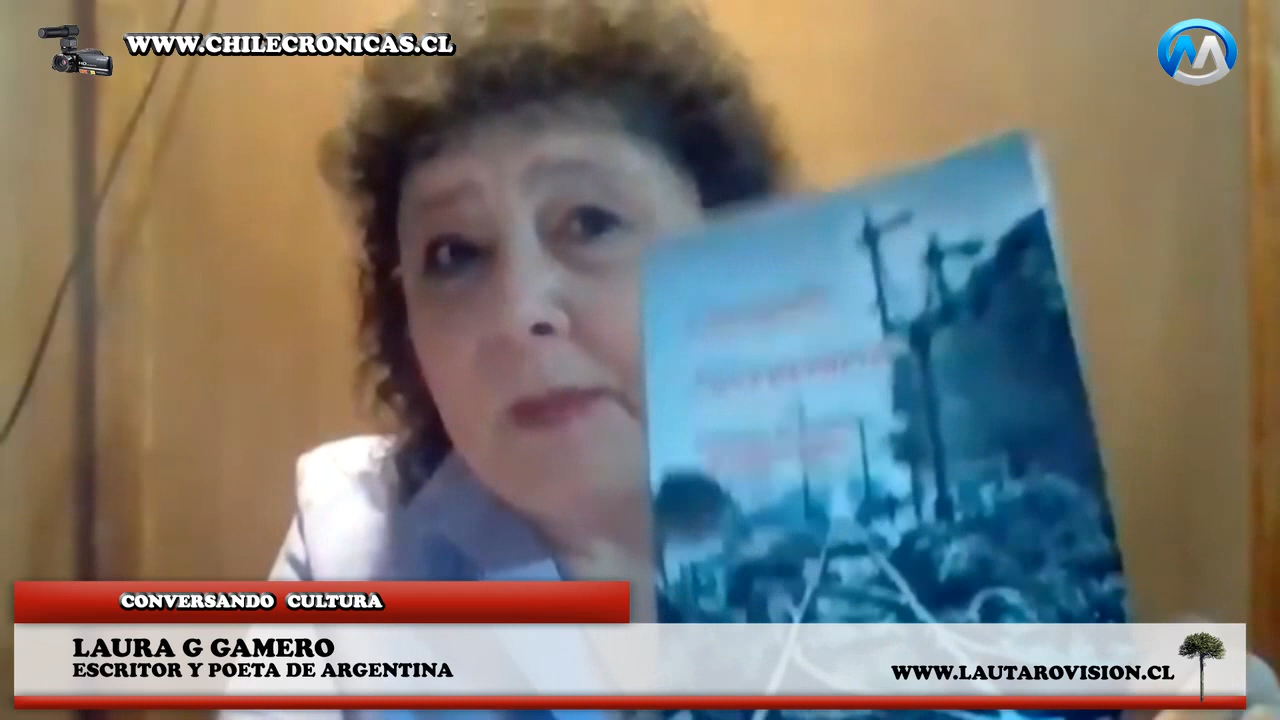 WWW.CHILECRONICAS.CL
CONVERSANDO CULTURA
LAURA G GAMERO
ESCRITOR Y POETA DE ARGENTINA
WWW.LAUTAROVISION.CL